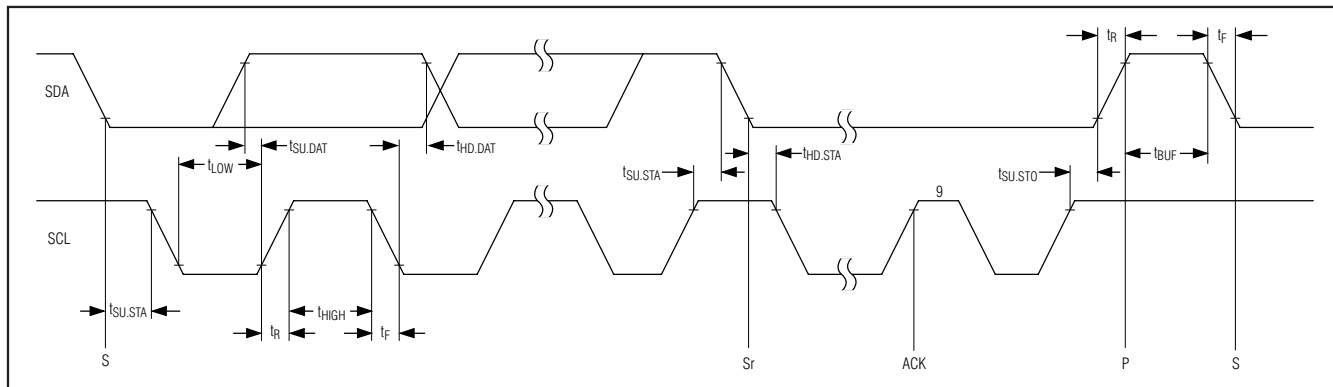 tR
tF
SDA
tSU.DAT
tHD.DAT
tLOW
tSU.STA
tHD.STA
tBUF
tSU.STO
9
SCL
tSU.STA
tHIGH
tR
tF
S
Sr
ACK
P
S